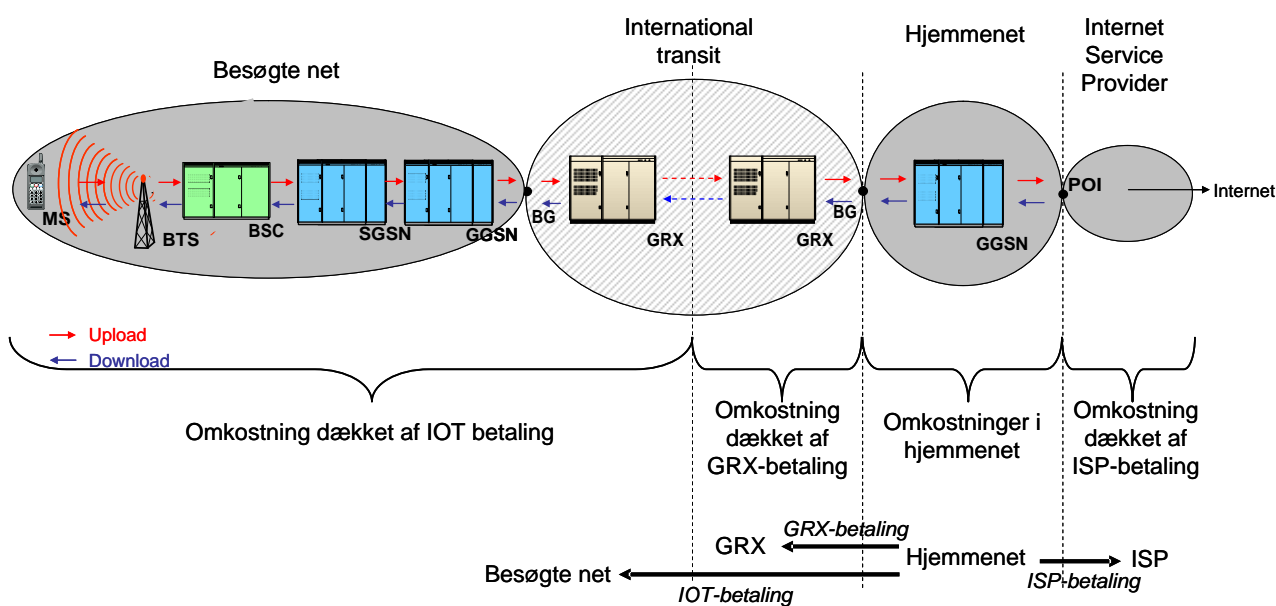 Besøgte net
International
transit
Hjemmenet
Internet
Service
Provider
MS
BTS
BSC
SGSN
GGSN
BG
GRX
GRX
BG
GGSN
POI
Internet
Upload
Download
Omkostning dækket af IOT betaling
Omkostning
dækket af
GRX-betaling
Omkostninger i
hjemmenet
Omkostning
dækket af
ISP-betaling
GRX-betaling
GRX
Hjemmenet
ISP
Besøgte net
IOT-betaling
ISP-betaling